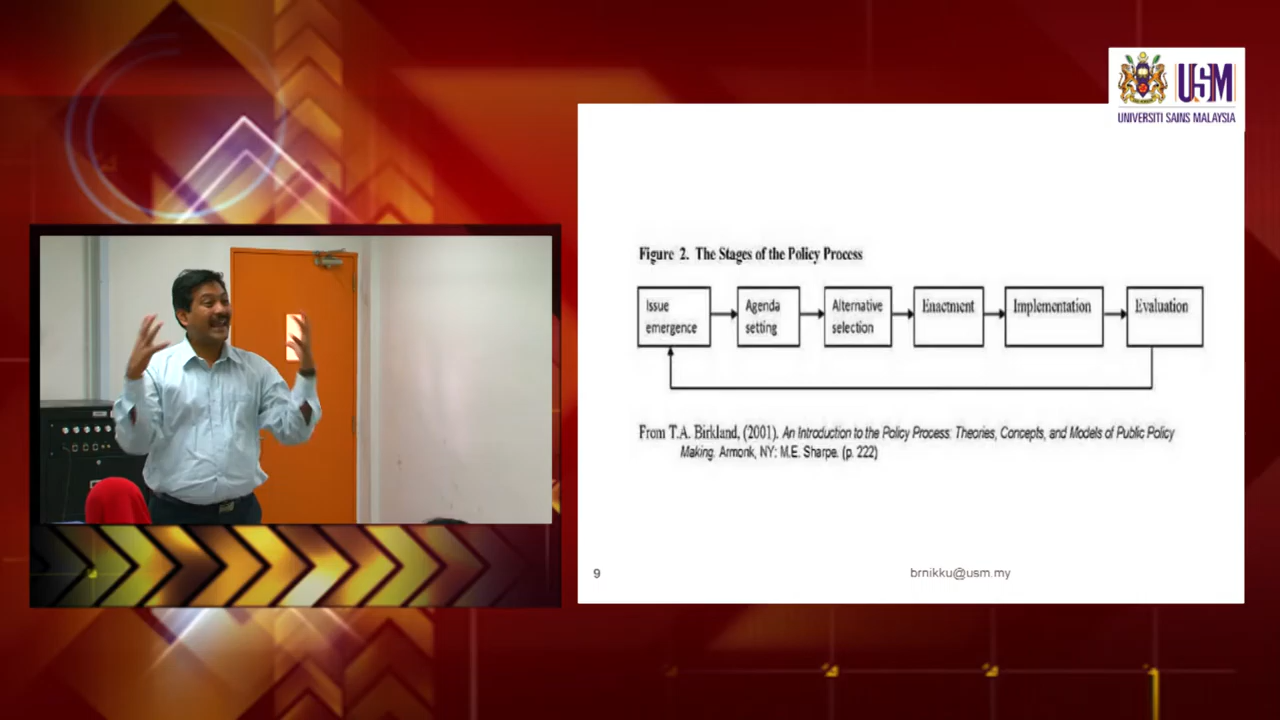 USM
UNIVERSITI SAINS MALAYSIA
Figure 2. The Stages of the Policy Process
Issue
emergence
Agenda
setting
Alternative
selection
Enactment
Implementation
Evaluation
From T.A. Birkland, (2001). An Introduction to the Policy Process: Theories, Concepts, and Models of Public Policy
Making. Armonk, NY: M.E. Sharpe. (p. 222)
9
brnikku@usm.my